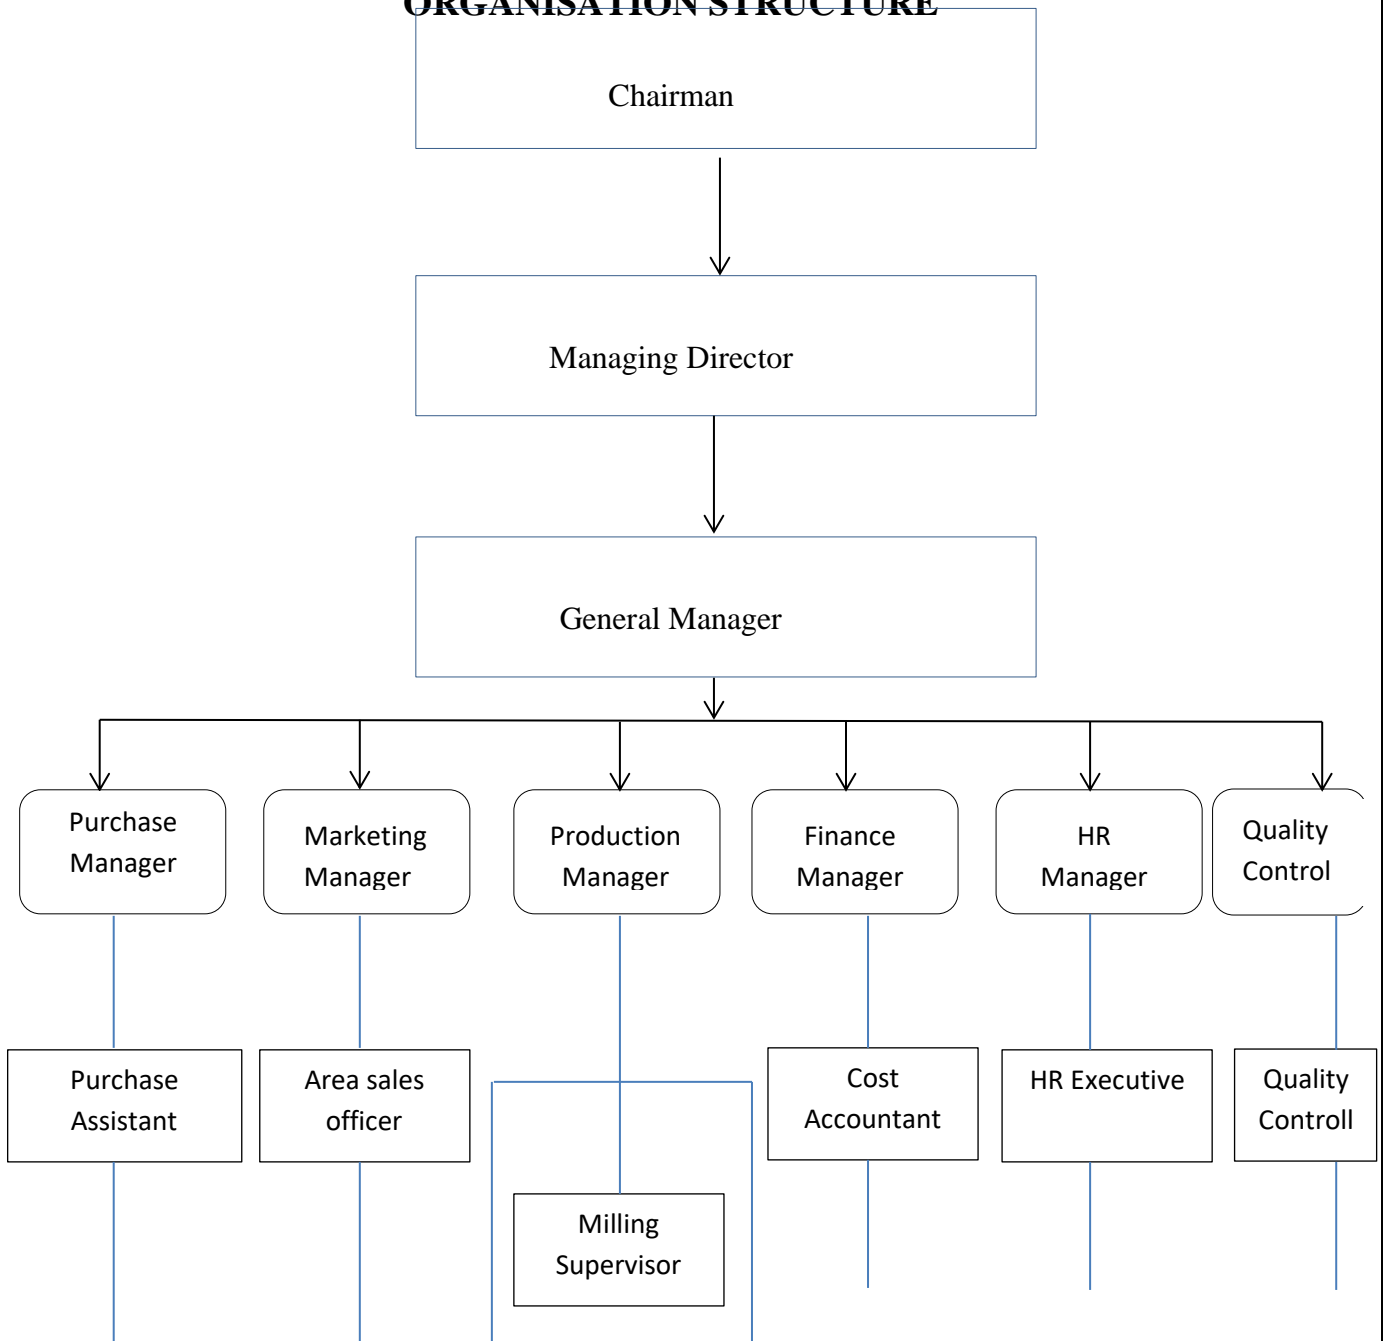 ORGANISATION STRUCTURE
Chairman
Managing Director
General Manager
Purchase
Manager
Marketing
Manager
Production
Manager
Finance
Manager
HR
Manager
Quality
Control
Purchase
Assistant
Area sales
officer
Milling
Supervisor
Cost
Accountant
HR Executive
Quality
Controll